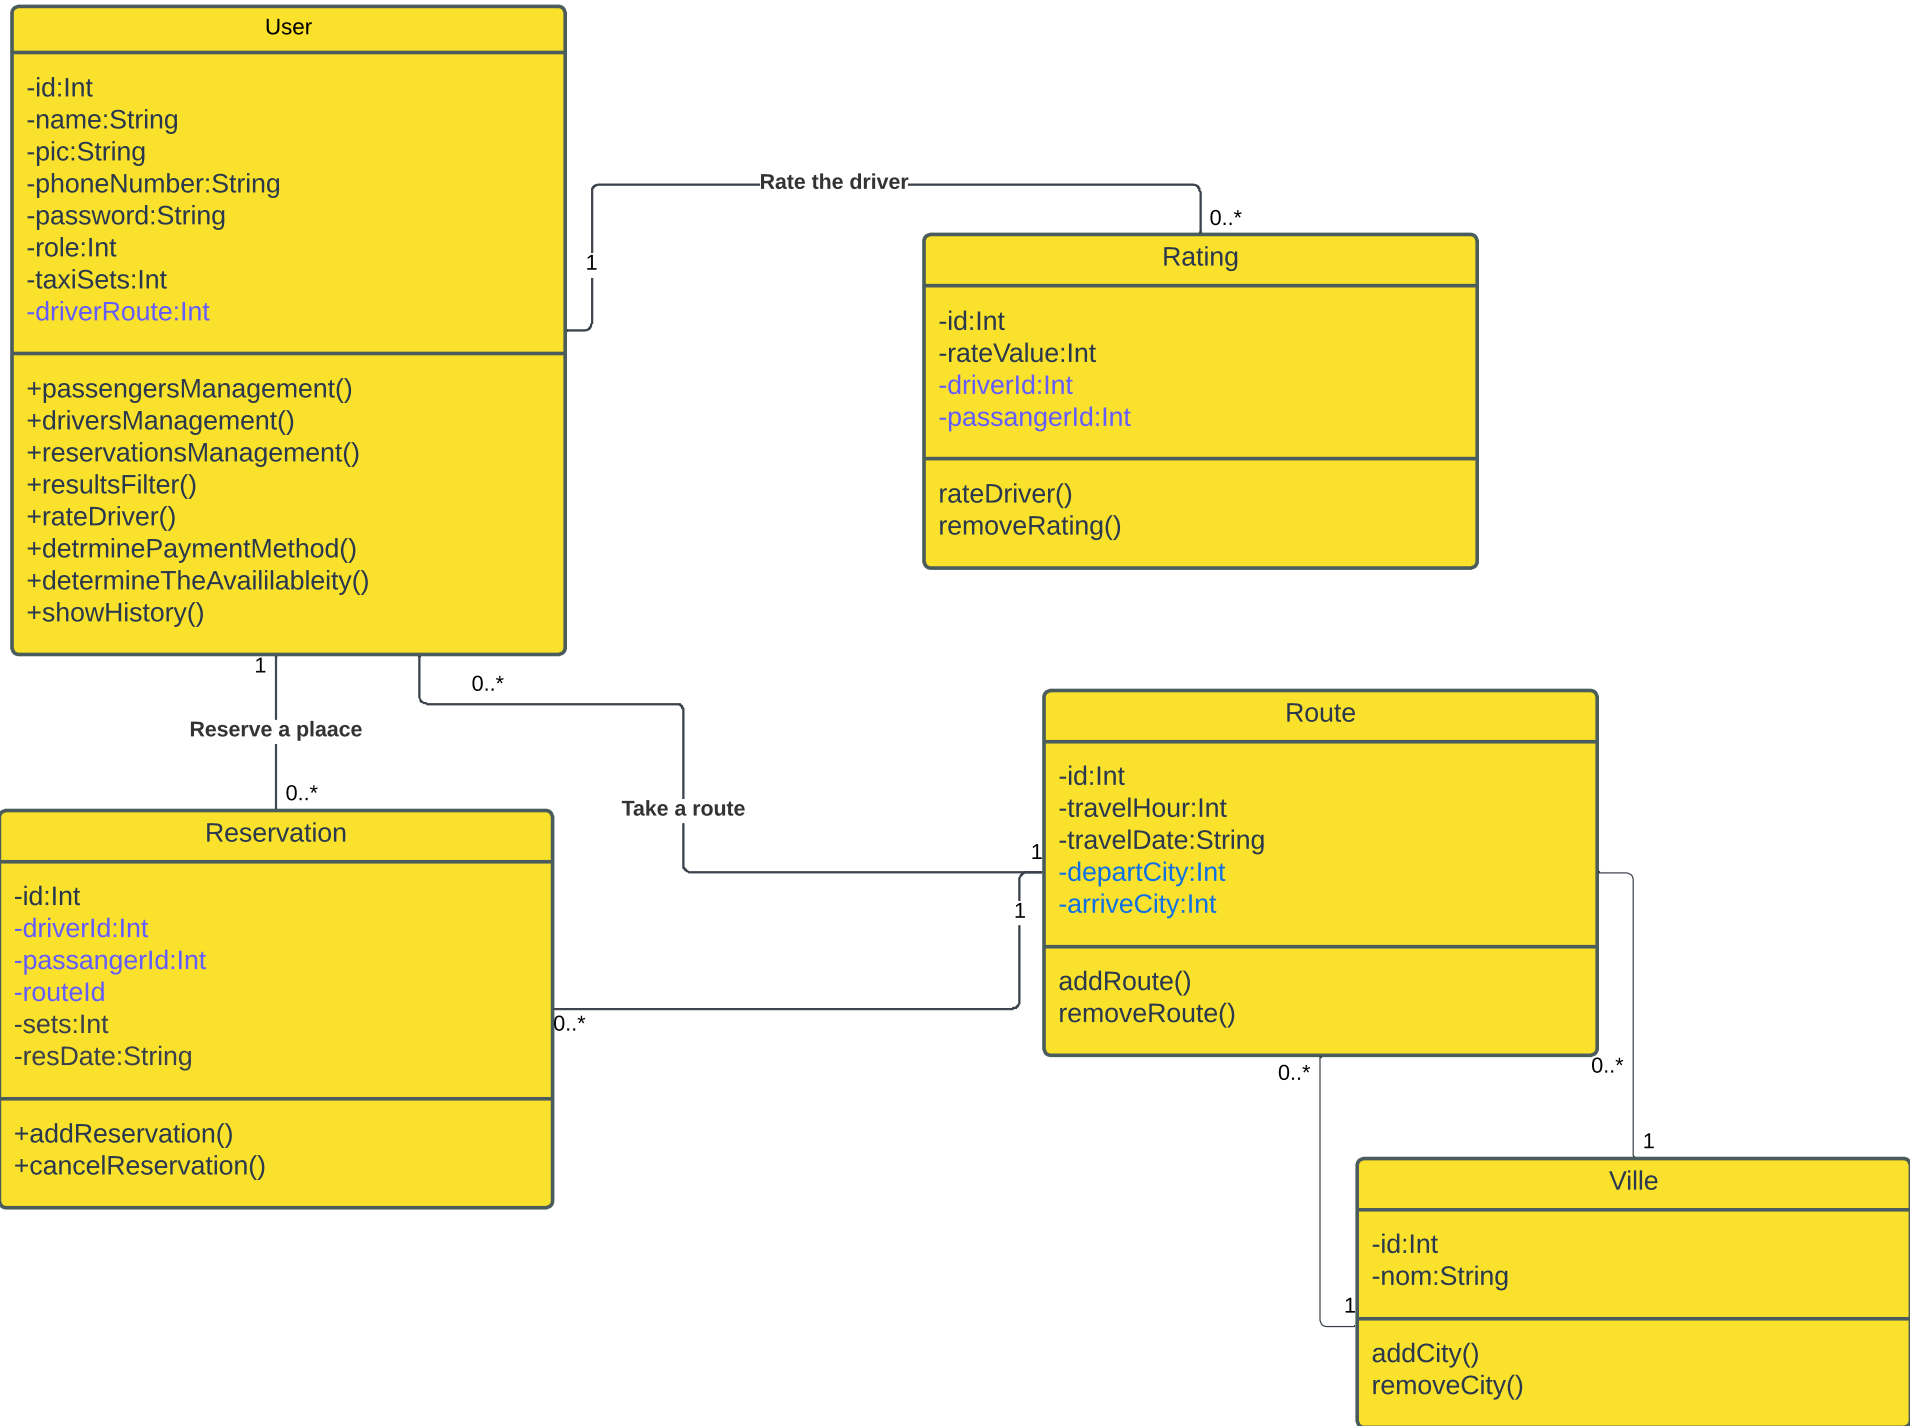 User
-id:Int
-name:String
-pic:String
-phoneNumber:String
-password:String
-role:Int
-taxiSets:Int
-driverRoute:Int
+passengersManagement()
+driversManagement()
+reservationsManagement()
+resultsFilter()
+rateDriver()
+detrminePaymentMethod()
+determineTheAvaililableity()
+showHistory()
1
Rate the driver
0..*
Rating
-id:Int
-rateValue:Int
-driverId:Int
-passangerId:Int
rateDriver()
removeRating()
1
Reserve a plaace
0..*
0..*
Take a route
1
Reservation
-id:Int
-driverId:Int
-passangerId:Int
-routeId
-sets:Int
-resDate:String
+addReservation()
+cancelReservation()
0..*
1
Route
-id:Int
-travelHour:Int
-travelDate:String
-departCity:Int
-arriveCity:Int
addRoute()
removeRoute()
0..*
0..*
1
1
Ville
-id:Int
-nom:String
addCity()
removeCity()